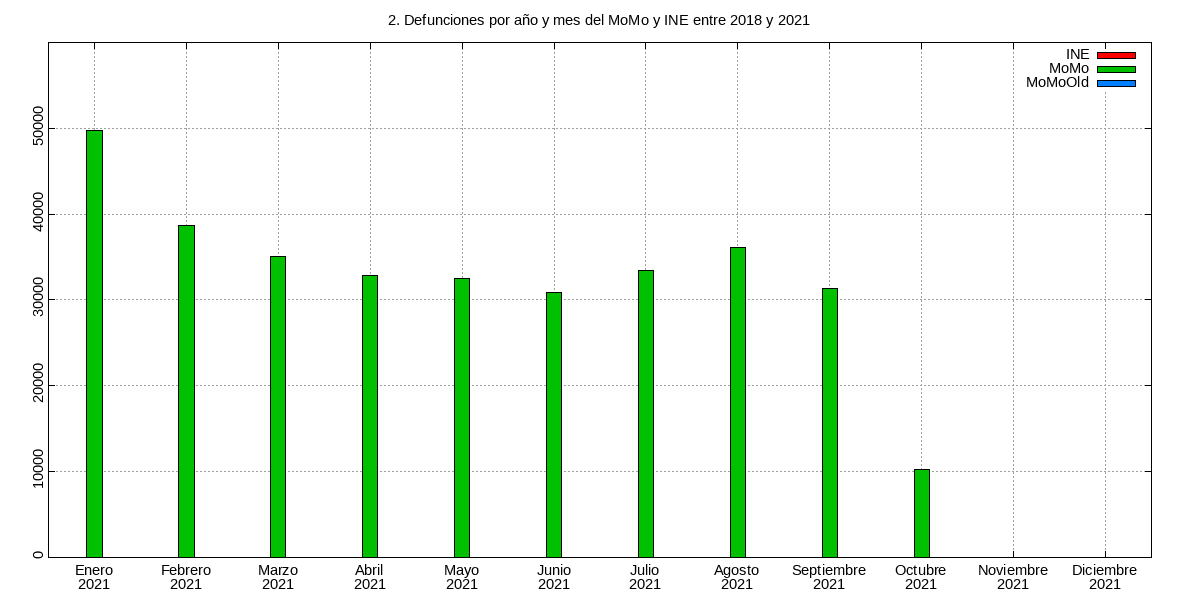 2. Defunciones por año y mes del MoMo y INE entre 2018 y 2021
INE
MoMo
MoMoOld
50000
40000
30000
20000
10000
0
Enero Febrero Marzo Abril Mayo Junio Julio Agosto Septiembre Octubre Noviembre Diciembre
2021 2021 2021 2021 2021 2021 2021 2021 2021 2021 2021 2021